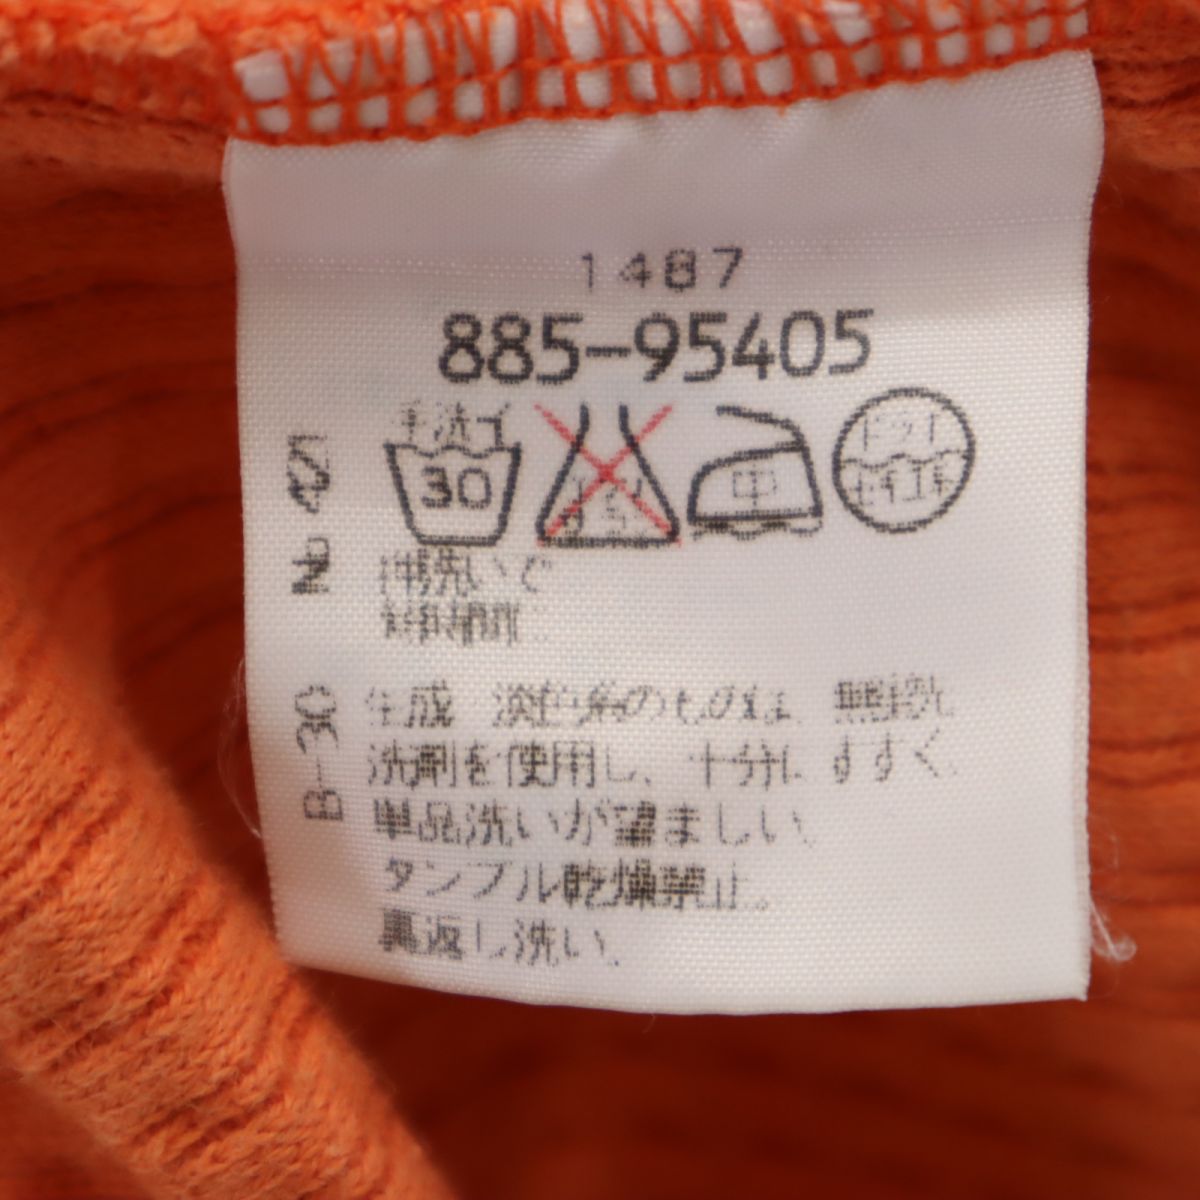 1487
885-95405
手洗イ
30
中
ドライ
セキユ系
洗いで
生成 淡色系のものは 無蛍光
洗剤を使用し、十分に すすぐ。
単品洗いが望ましい。
タンブル乾燥禁止。
裏返し洗い。
No
B-30